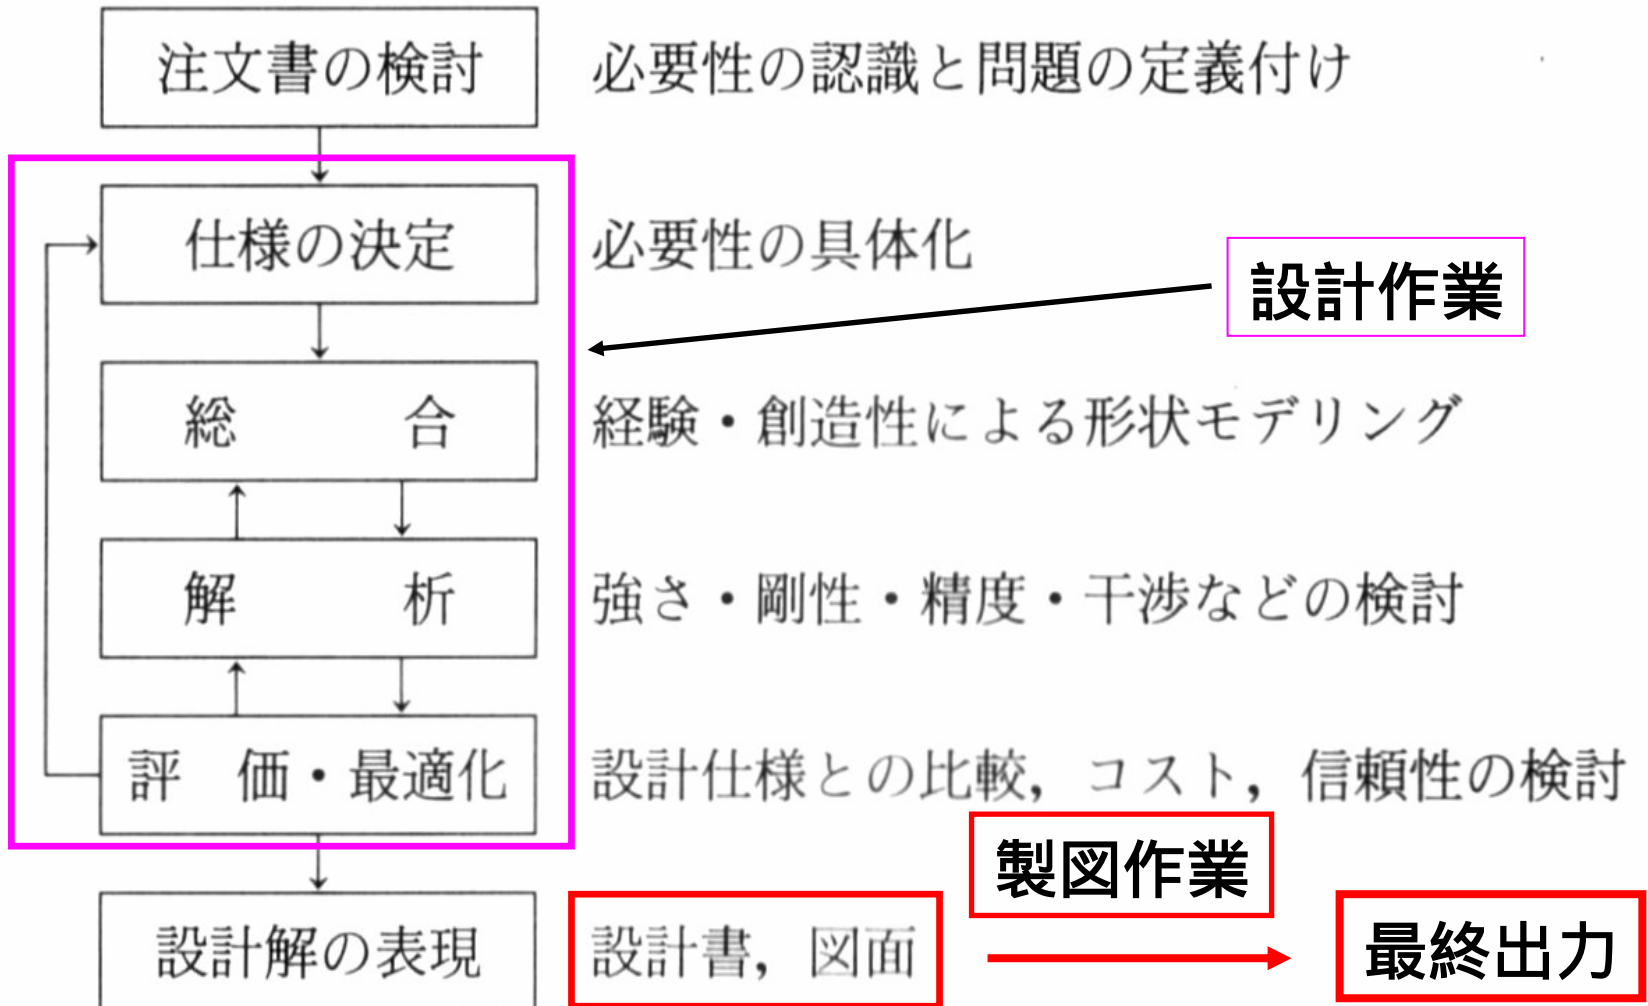 注文書の検討 必要性の認識と問題の定義付け
仕様の決定 必要性の具体化
設計作業
総 合 経験・創造性による形状モデリング
解 析 強さ・剛性・精度・干渉などの検討
評 価・最適化 設計仕様との比較，コスト，信頼性の検討
製図作業
設計解の表現 設計書，図面 最終出力